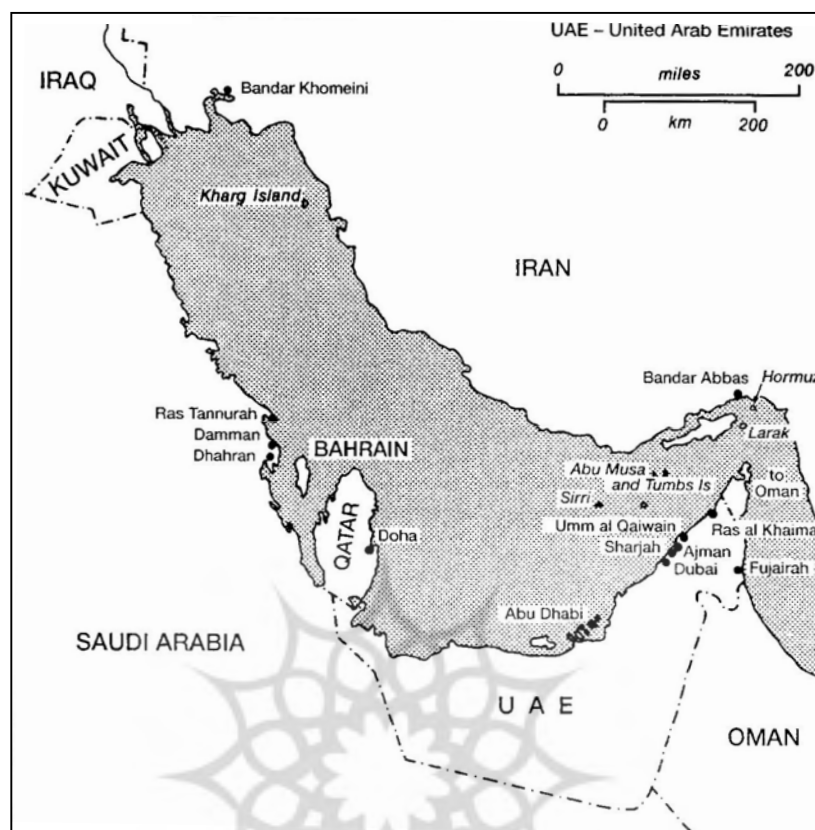 UAE – United Arab Emirates
0 miles 200
0 km 200
IRAQ
Bandar Khomeini
KUWAIT
Kharg Island
IRAN
Bandar Abbas
Hormuz
Larak
Ras Tannurah
Damman
Dhahran
BAHRAIN
Abu Musa
and Tumbs Is
to
Oman
Sirri
QATAR
Doha
Umm al Qaiwain
Ras al Khaima
Sharjah
Ajman
Dubai
Fujairah
Abu Dhabi
SAUDI ARABIA
U A E
OMAN